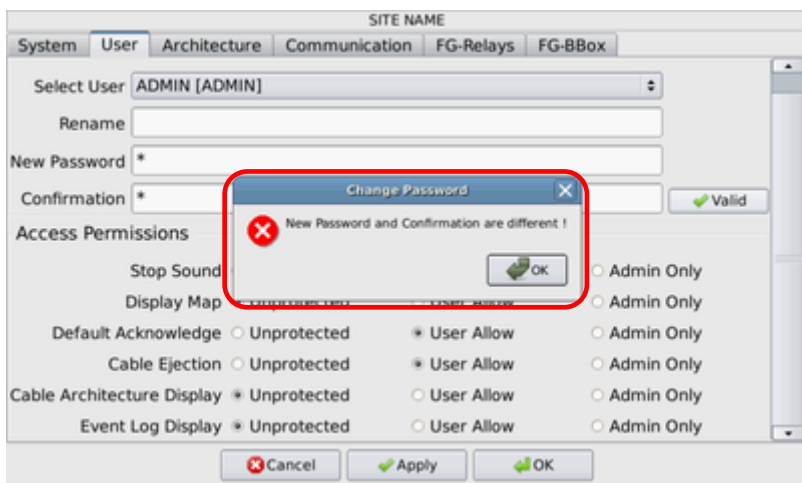 SITE NAME
System User Architecture Communication FG-Relays FG-BBox
Select User ADMIN [ADMIN]
Rename
New Password *
Confirmation * Valid
Change Password
New Password and Confirmation are different !
OK
Access Permissions
Stop Sound Admin Only
Display Map Unprotected User Allow Admin Only
Default Acknowledge Unprotected User Allow Admin Only
Cable Ejection Unprotected User Allow Admin Only
Cable Architecture Display Unprotected User Allow Admin Only
Event Log Display Unprotected User Allow Admin Only
Cancel Apply OK